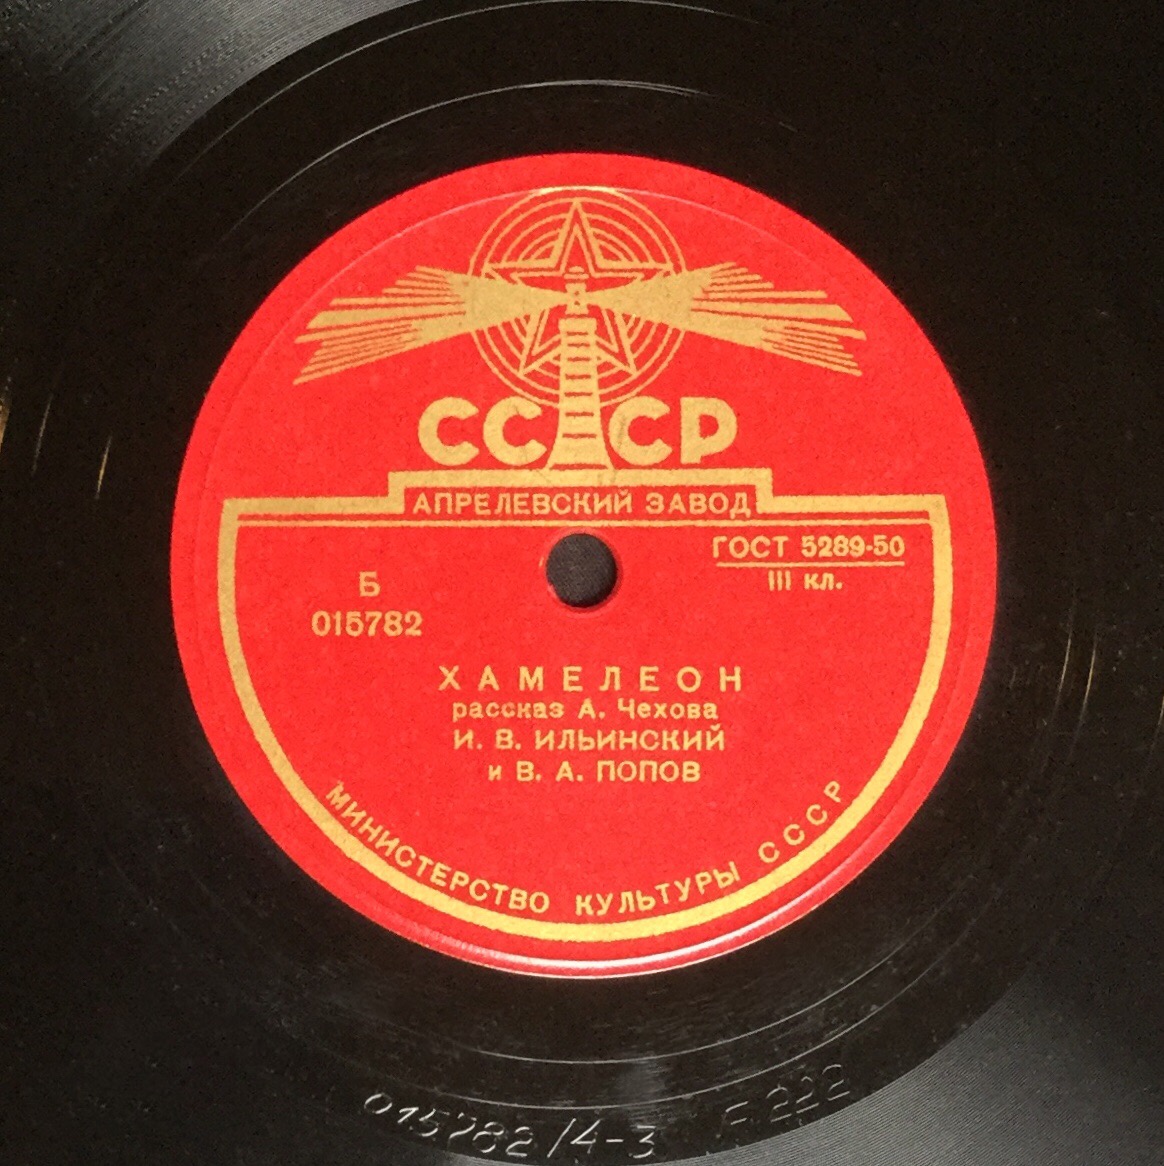 СССР
АПРЕЛЕВСКИЙ ЗАВОД
ГОСТ 5289-50
III кл.
Б
015782
ХАМЕЛЕОН
рассказ А. Чехова
И. В. ИЛЬИНСКИЙ
и В. А. ПОПОВ
МИНИСТЕРСТВО КУЛЬТУРЫ СССР
015782/4-3